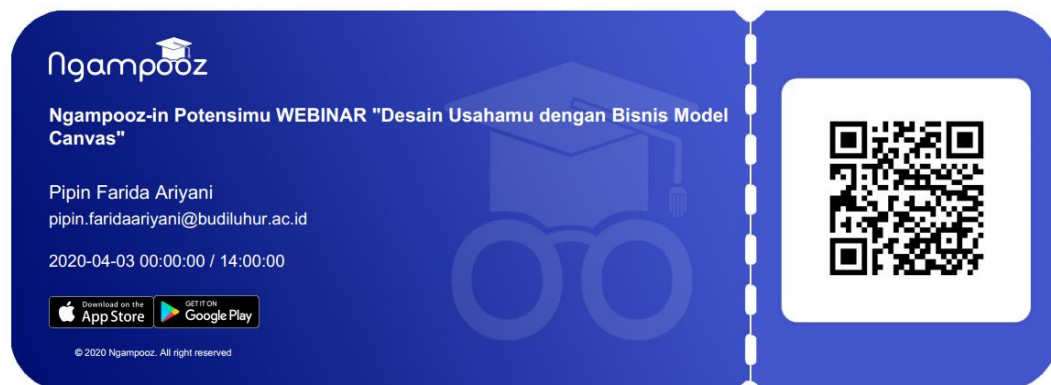 Ngampooz
Ngampooz-in Potensimu WEBINAR "Desain Usahamu dengan Bisnis Model
Canvas"
Pipin Farida Ariyani
pipin.faridaariyani@budiluhur.ac.id
2020-04-03 00:00:00 / 14:00:00
Download on the
App Store
GET IT ON
Google Play
© 2020 Ngampooz. All right reserved